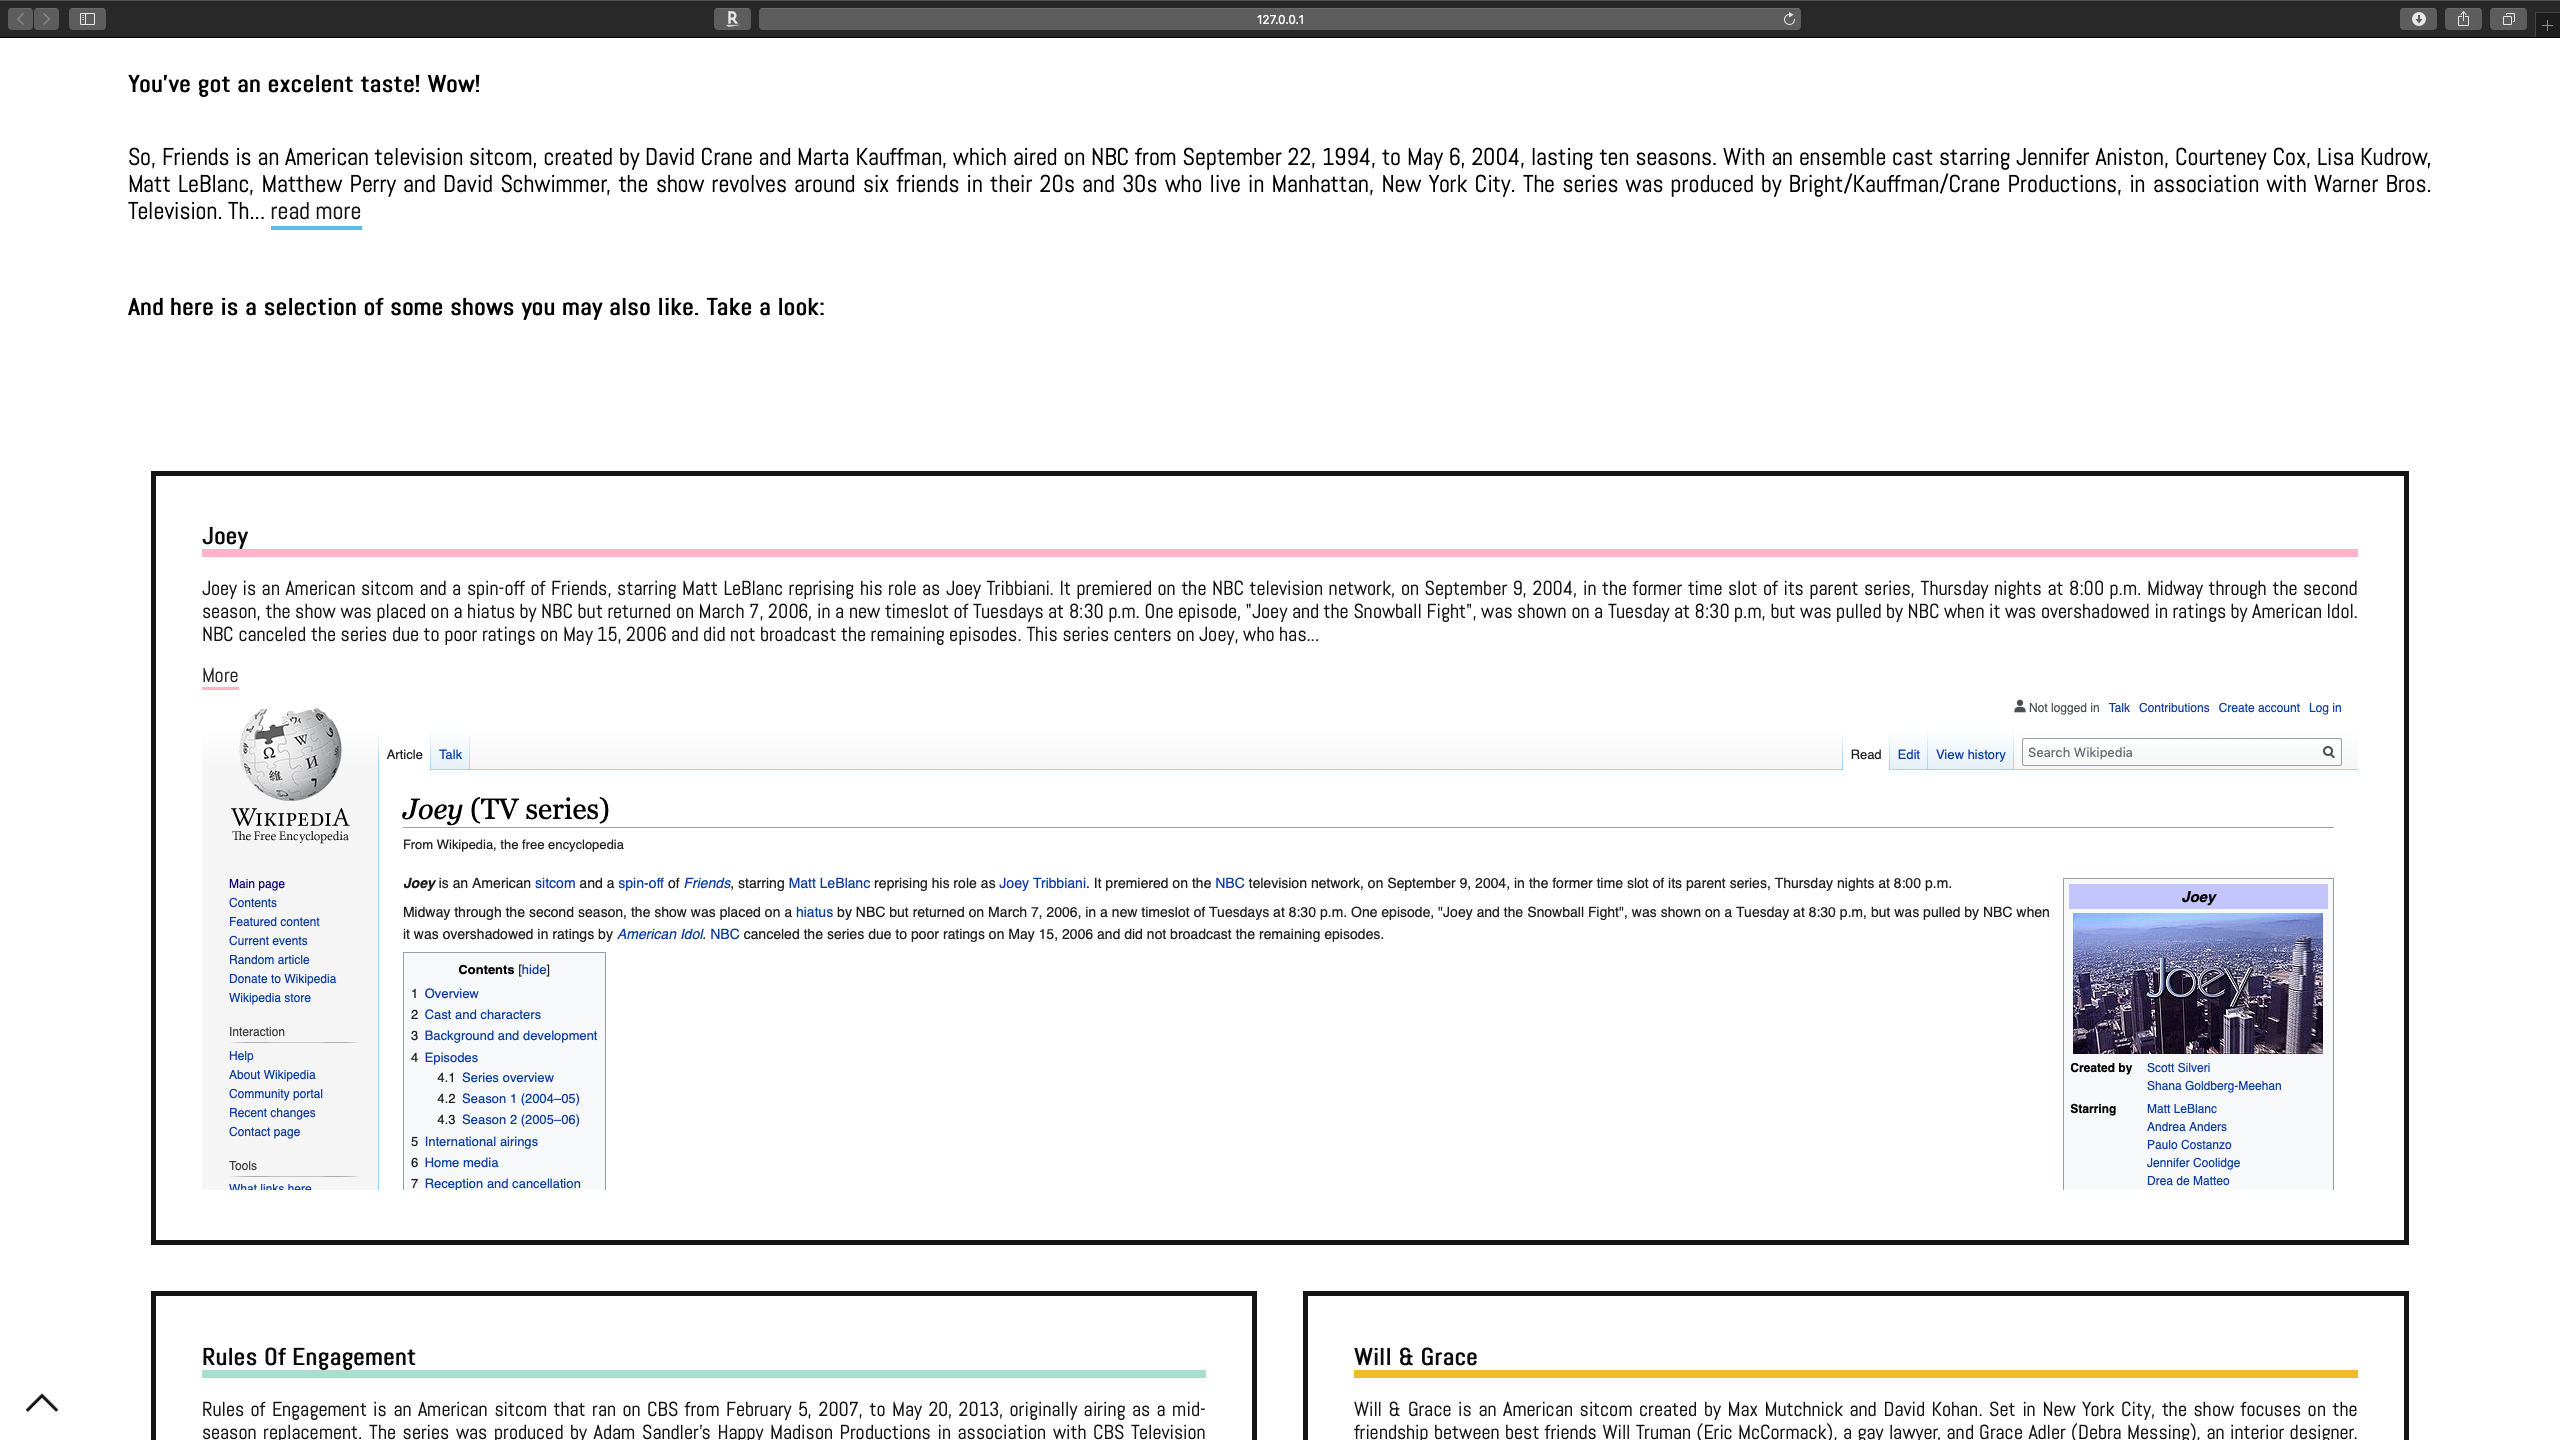 127.0.0.1
You've got an excelent taste! Wow!
So, Friends is an American television sitcom, created by David Crane and Marta Kauffman, which aired on NBC from September 22, 1994, to May 6, 2004, lasting ten seasons. With an ensemble cast starring Jennifer Aniston, Courteney Cox, Lisa Kudrow,
Matt LeBlanc, Matthew Perry and David Schwimmer, the show revolves around six friends in their 20s and 30s who live in Manhattan, New York City. The series was produced by Bright/Kauffman/Crane Productions, in association with Warner Bros.
Television. Th... read more
And here is a selection of some shows you may also like. Take a look:
Joey
Joey is an American sitcom and a spin-off of Friends, starring Matt LeBlanc reprising his role as Joey Tribbiani. It premiered on the NBC television network, on September 9, 2004, in the former time slot of its parent series, Thursday nights at 8:00 p.m. Midway through the second
season, the show was placed on a hiatus by NBC but returned on March 7, 2006, in a new timeslot of Tuesdays at 8:30 p.m. One episode, "Joey and the Snowball Fight", was shown on a Tuesday at 8:30 p.m, but was pulled by NBC when it was overshadowed in ratings by American Idol.
NBC canceled the series due to poor ratings on May 15, 2006 and did not broadcast the remaining episodes. This series centers on Joey, who has...
More
Not logged in Talk Contributions Create account Log in
Article Talk Read Edit View history Search Wikipedia
WIKIPEDIA
The Free Encyclopedia
Joey (TV series)
From Wikipedia, the free encyclopedia
Joey is an American sitcom and a spin-off of Friends, starring Matt LeBlanc reprising his role as Joey Tribbiani. It premiered on the NBC television network, on September 9, 2004, in the former time slot of its parent series, Thursday nights at 8:00 p.m.
Midway through the second season, the show was placed on a hiatus by NBC but returned on March 7, 2006, in a new timeslot of Tuesdays at 8:30 p.m. One episode, "Joey and the Snowball Fight", was shown on a Tuesday at 8:30 p.m, but was pulled by NBC when
it was overshadowed in ratings by American Idol. NBC canceled the series due to poor ratings on May 15, 2006 and did not broadcast the remaining episodes.
Main page
Contents
Featured content
Current events
Random article
Donate to Wikipedia
Wikipedia store
Interaction
Help
About Wikipedia
Community portal
Recent changes
Contact page
Tools
What links here
Contents [hide]
1 Overview
2 Cast and characters
3 Background and development
4 Episodes
4.1 Series overview
4.2 Season 1 (2004–05)
4.3 Season 2 (2005–06)
5 International airings
6 Home media
7 Reception and cancellation
Joey
Joey
Created by Scott Silveri
Shana Goldberg-Meehan
Starring Matt LeBlanc
Andrea Anders
Paulo Costanzo
Jennifer Coolidge
Drea de Matteo
Rules Of Engagement
Rules of Engagement is an American sitcom that ran on CBS from February 5, 2007, to May 20, 2013, originally airing as a mid-
season replacement. The series was produced by Adam Sandler's Happy Madison Productions in association with CBS Television
Will & Grace
Will & Grace is an American sitcom created by Max Mutchnick and David Kohan. Set in New York City, the show focuses on the
friendship between best friends Will Truman (Eric McCormack), a gay lawyer, and Grace Adler (Debra Messing), an interior designer.